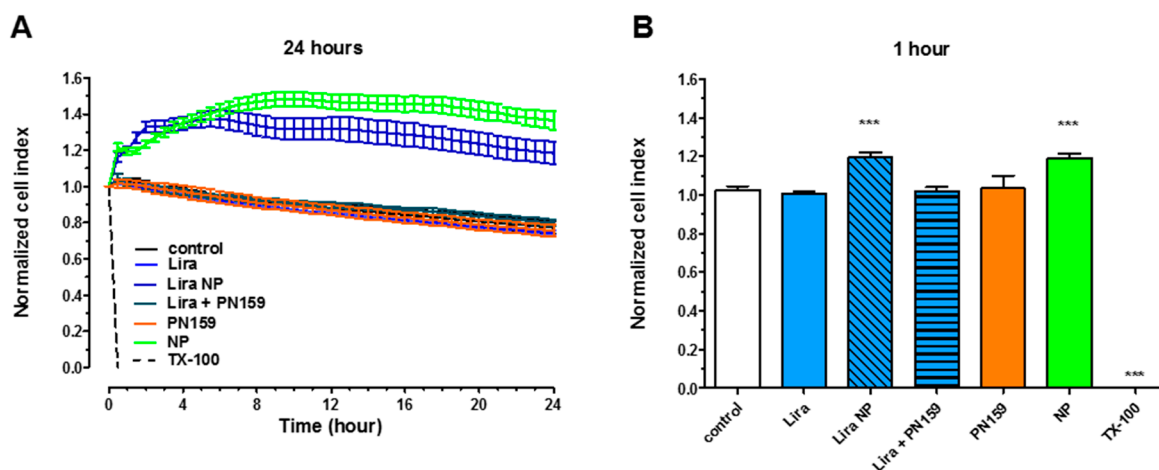 A
24 hours
Normalized cell index
1.6
1.4
1.2
1.0
0.8
0.6
0.4
0.2
0.0
control
Lira
Lira NP
Lira + PN159
PN159
NP
TX-100
0
4
8
12
16
20
24
Time (hour)
B
1 hour
Normalized cell index
1.6
1.4
1.2
1.0
0.8
0.6
0.4
0.2
0.0
***
***
***
control
Lira
Lira NP
Lira + PN159
PN159
NP
TX-100